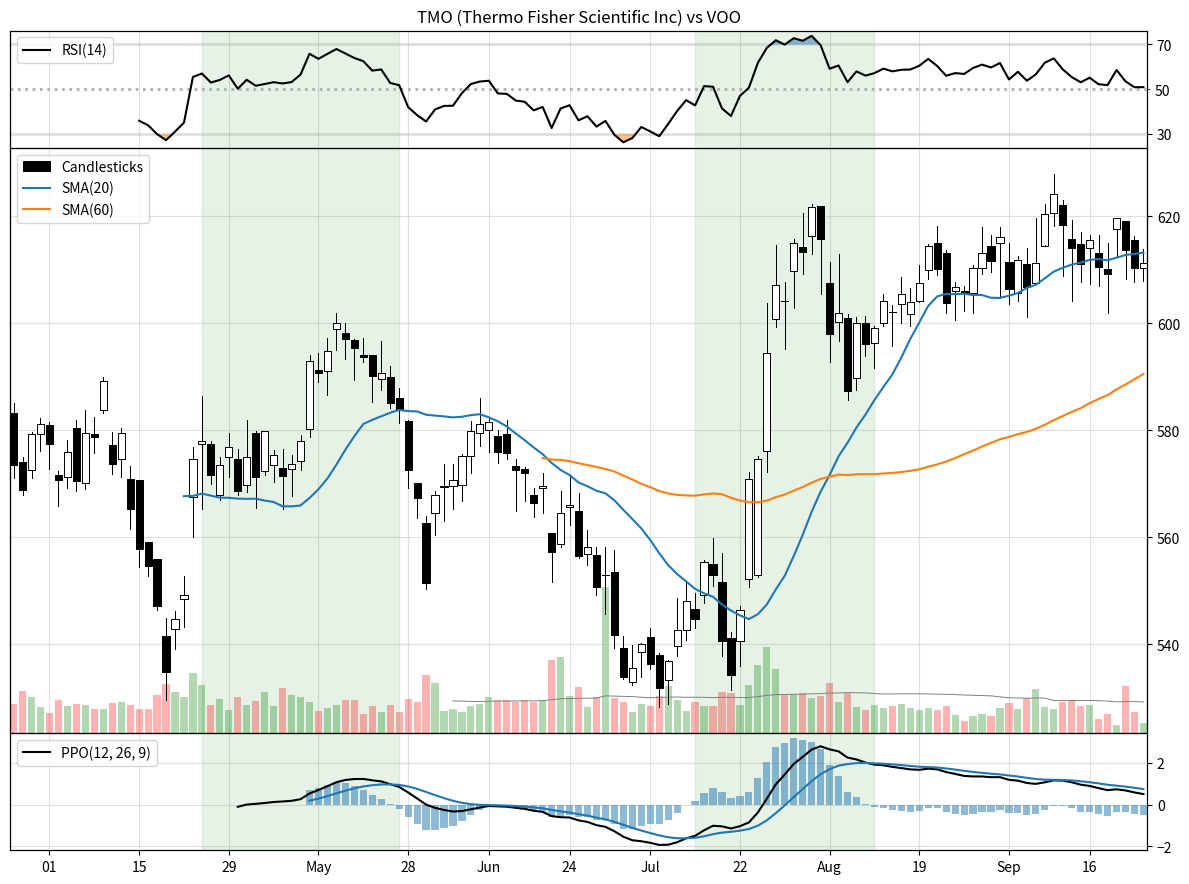 TMO (Thermo Fisher Scientific Inc) vs VOO
RSI(14)
70
50
30
Candlesticks
SMA(20)
SMA(60)
620
600
580
560
540
PPO(12, 26, 9)
2
0
−2
01 15 29 May 28 Jun 24 Jul 22 Aug 19 Sep 16